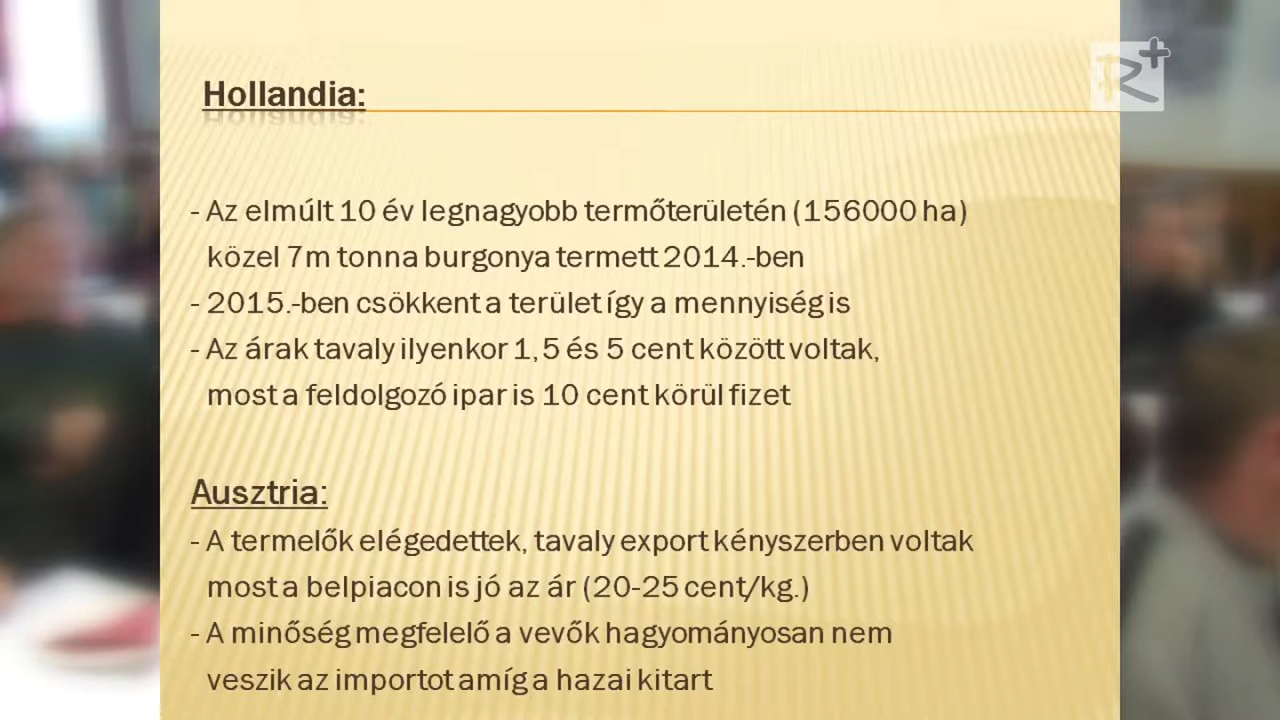 R+
Hollandia:
- Az elmúlt 10 év legnagyobb termőterületén (156000 ha)
közel 7m tonna burgonya termett 2014.-ben
- 2015.-ben csökkent a terület így a mennyiség is
- Az árak tavaly ilyenkor 1,5 és 5 cent között voltak,
most a feldolgozó ipar is 10 cent körül fizet
Ausztria:
- A termelők elégedettek, tavaly export kényszerben voltak
most a belpiacon is jó az ár (20-25 cent/kg.)
- A minőség megfelelő a vevők hagyományosan nem
veszik az importot amíg a hazai kitart